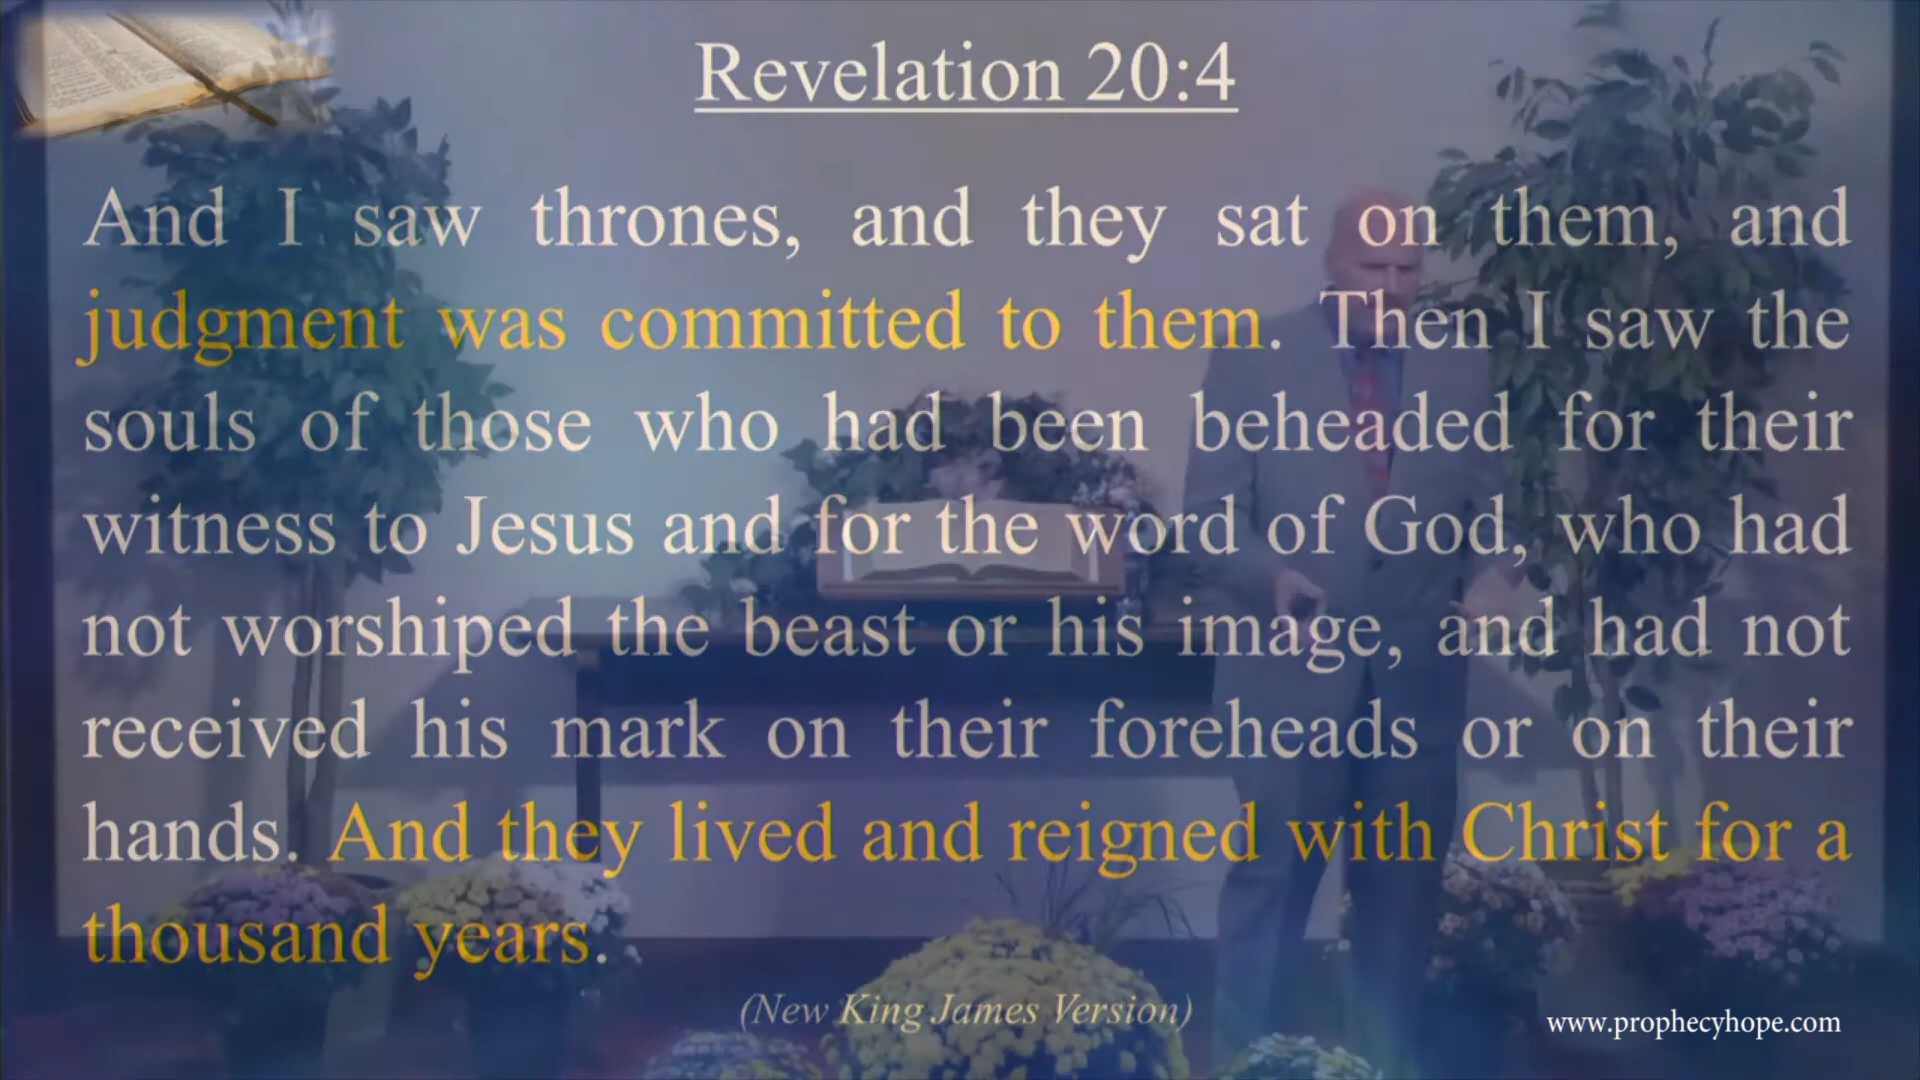 Revelation 20:4
And I saw thrones, and they sat on them, and
judgment was committed to them. Then I saw the
souls of those who had been beheaded for their
witness to Jesus and for the word of God, who had
not worshiped the beast or his image, and had not
received his mark on their foreheads or on their
hands. And they lived and reigned with Christ for a
thousand years.
(New King James Version)
www.prophecyhope.com